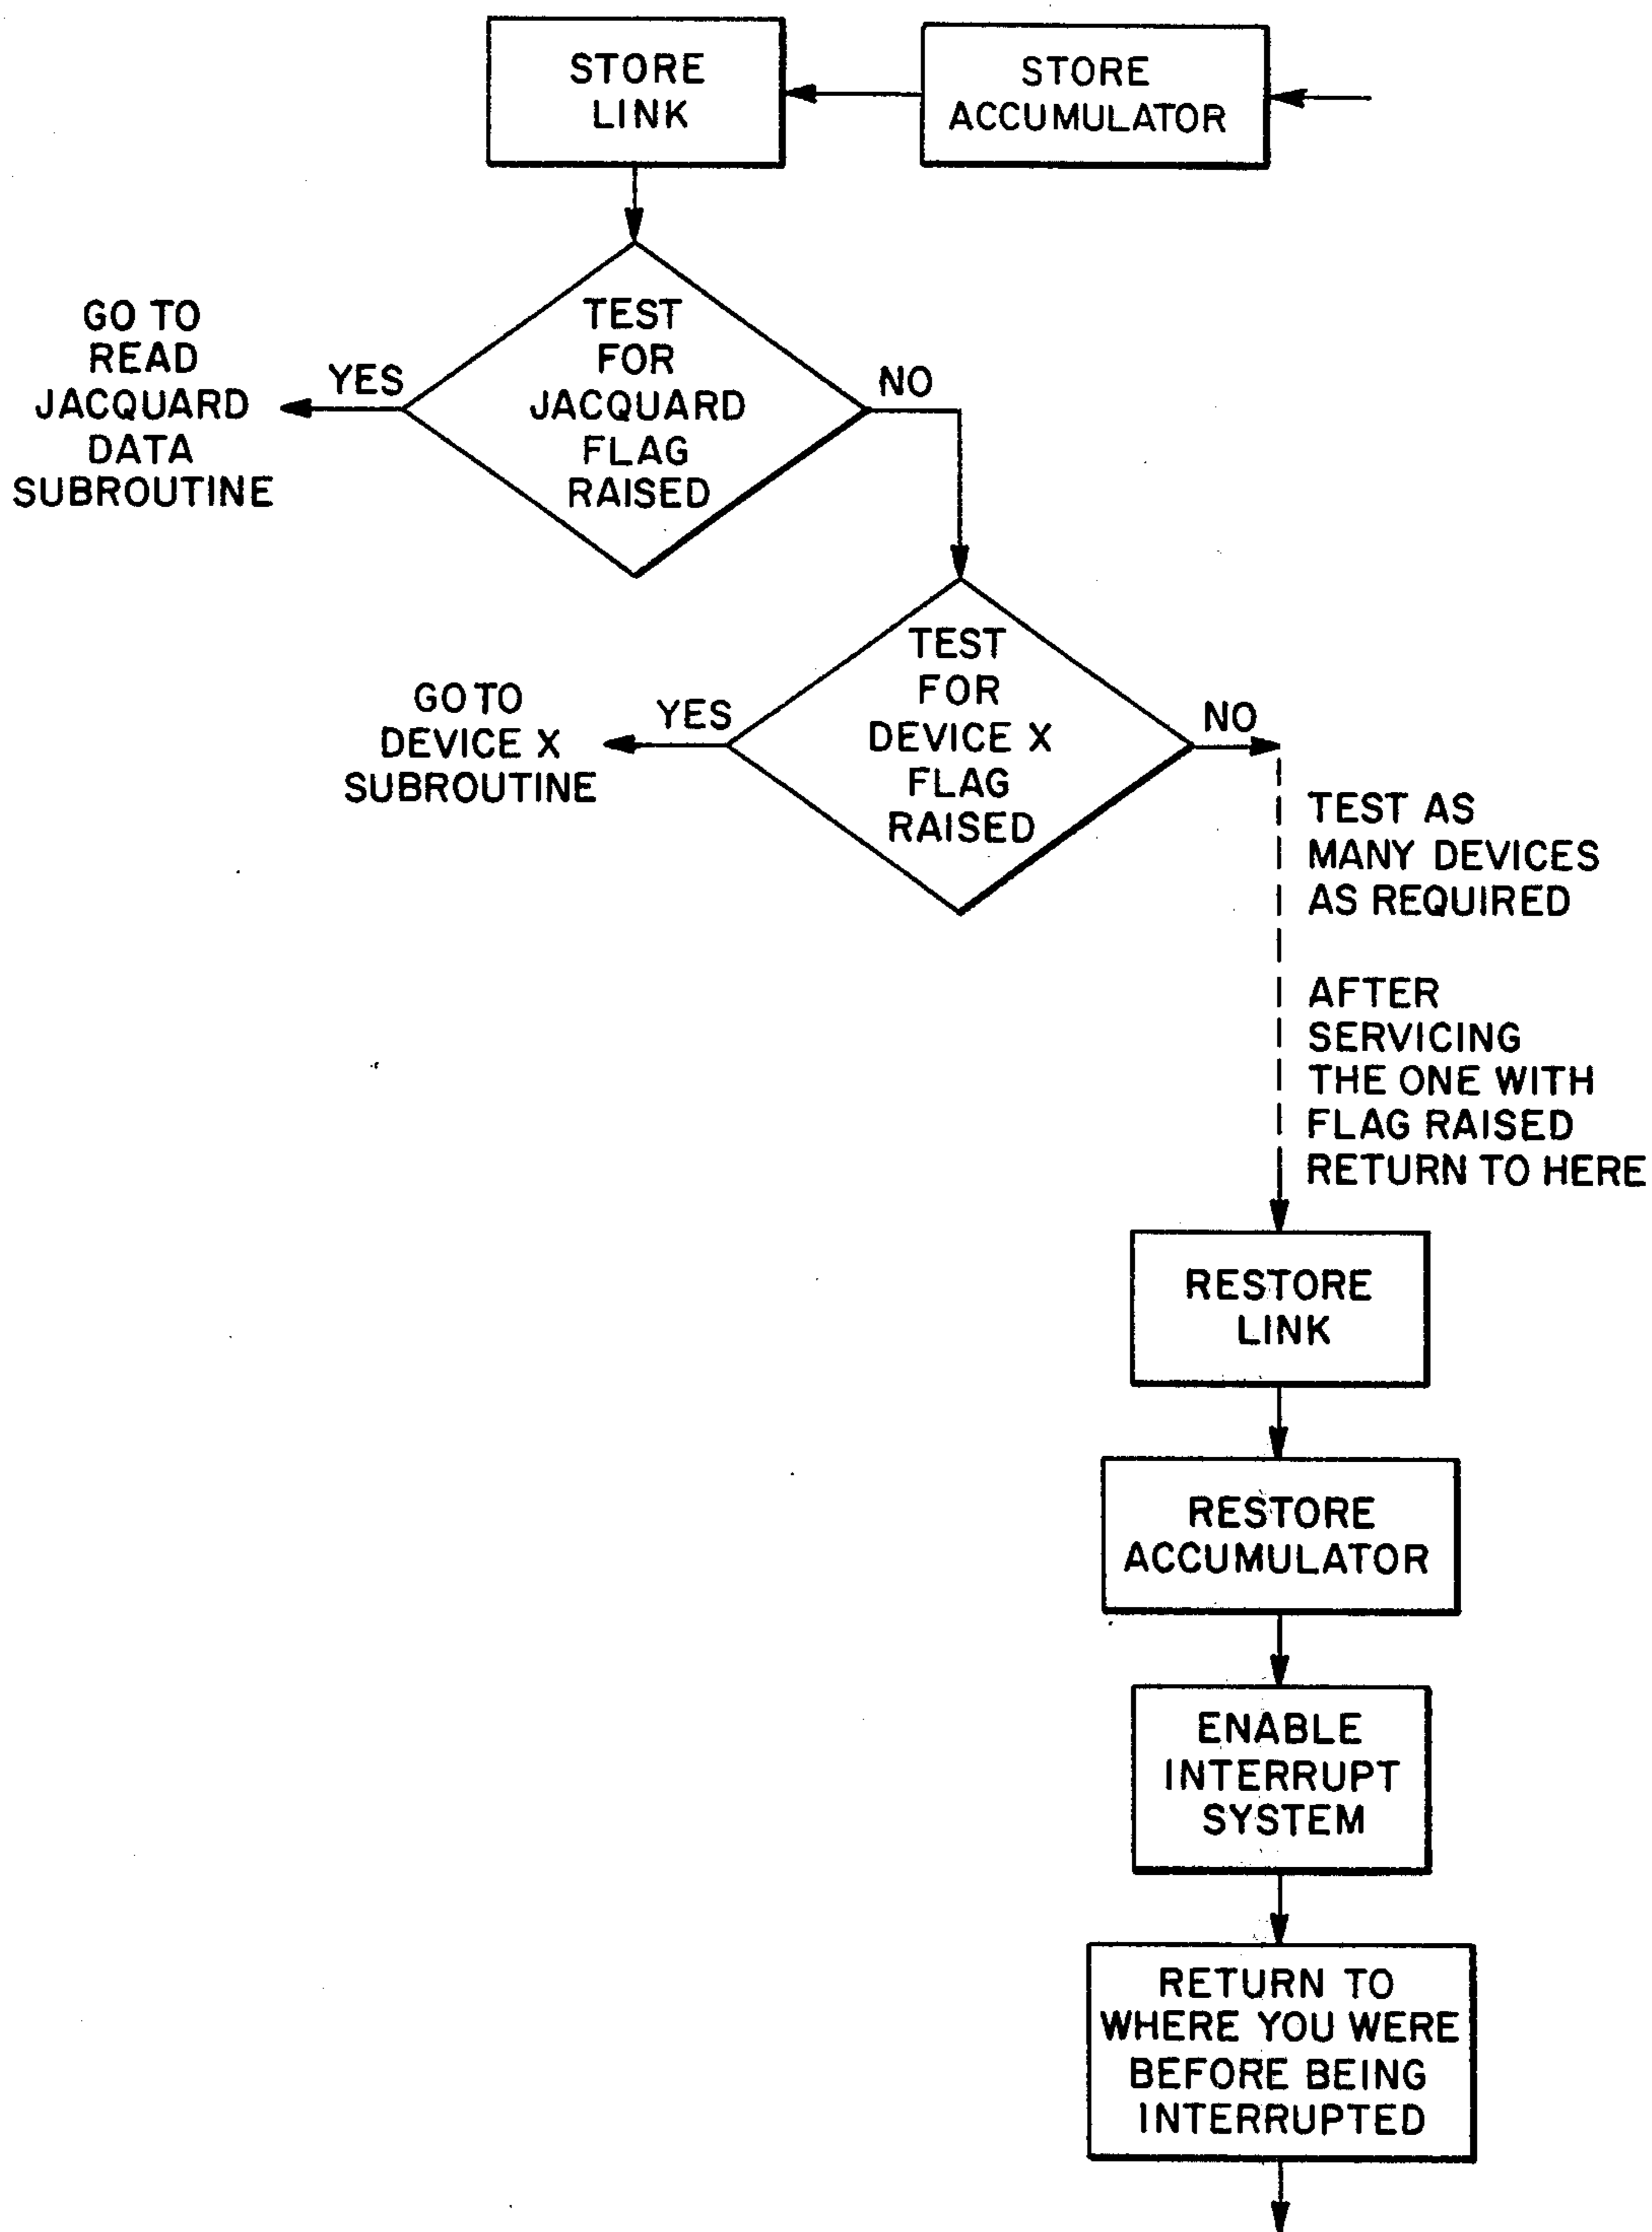 STORE
LINK
STORE
ACCUMULATOR
TEST
FOR
JACQUARD
FLAG
RAISED
YES
GO TO
READ
JACQUARD
DATA
SUBROUTINE
NO
TEST
FOR
DEVICE X
FLAG
RAISED
YES
GO TO
DEVICE X
SUBROUTINE
NO
TEST AS
MANY DEVICES
AS REQUIRED
AFTER
SERVICING
THE ONE WITH
FLAG RAISED
RETURN TO HERE
RESTORE
LINK
RESTORE
ACCUMULATOR
ENABLE
INTERRUPT
SYSTEM
RETURN TO
WHERE YOU WERE
BEFORE BEING
INTERRUPTED